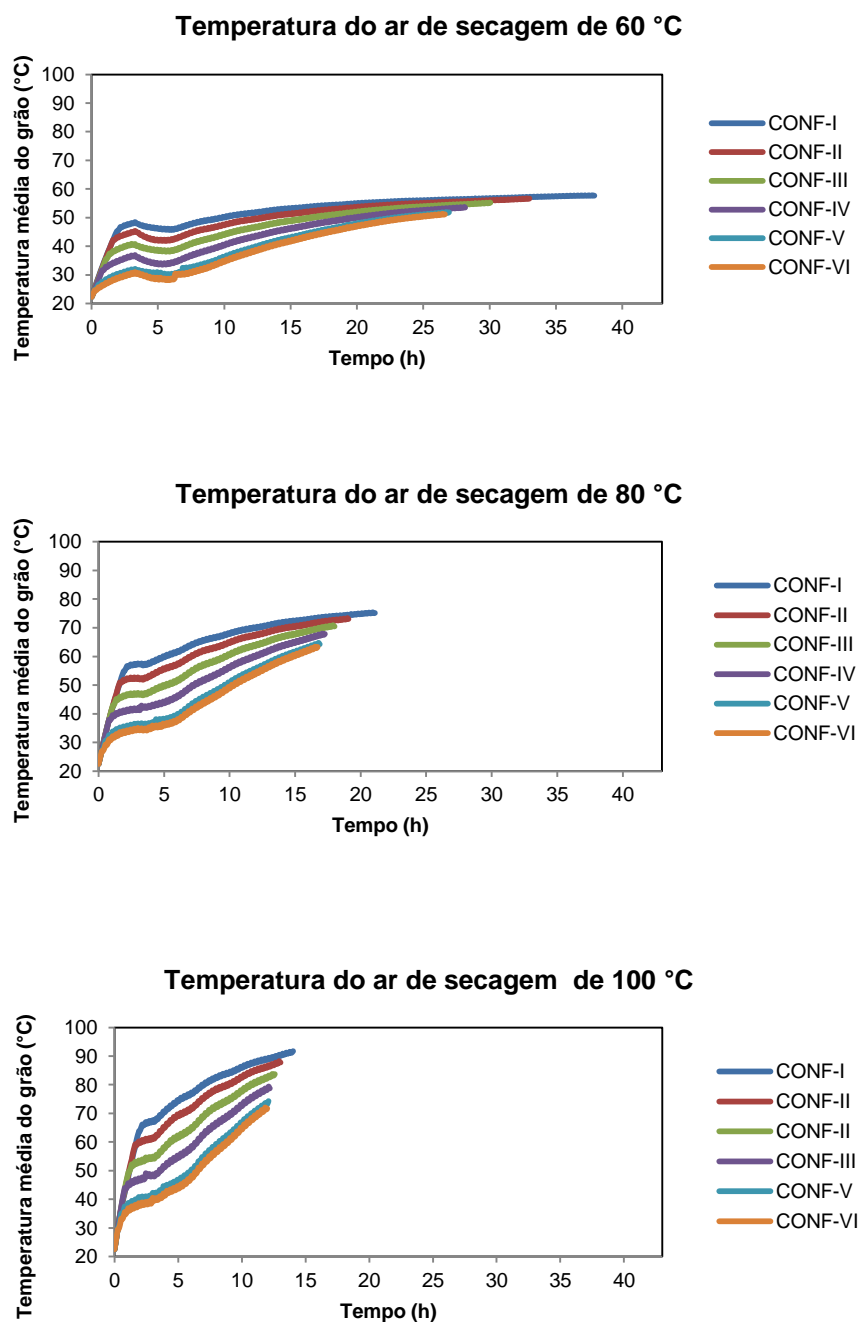 Temperatura do ar de secagem de 60 °C
Temperatura média do grão (°C)
100
90
80
70
60
50
40
30
20
0 5 10 15 20 25 30 35 40
Tempo (h)
CONF-I
CONF-II
CONF-III
CONF-IV
CONF-V
CONF-VI
Temperatura do ar de secagem de 80 °C
Temperatura média do grão (°C)
100
90
80
70
60
50
40
30
20
0 5 10 15 20 25 30 35 40
Tempo (h)
CONF-I
CONF-II
CONF-III
CONF-IV
CONF-V
CONF-VI
Temperatura do ar de secagem  de 100 °C
Temperatura média do grão (°C)
100
90
80
70
60
50
40
30
20
0 5 10 15 20 25 30 35 40
Tempo (h)
CONF-I
CONF-II
CONF-II
CONF-III
CONF-V
CONF-VI